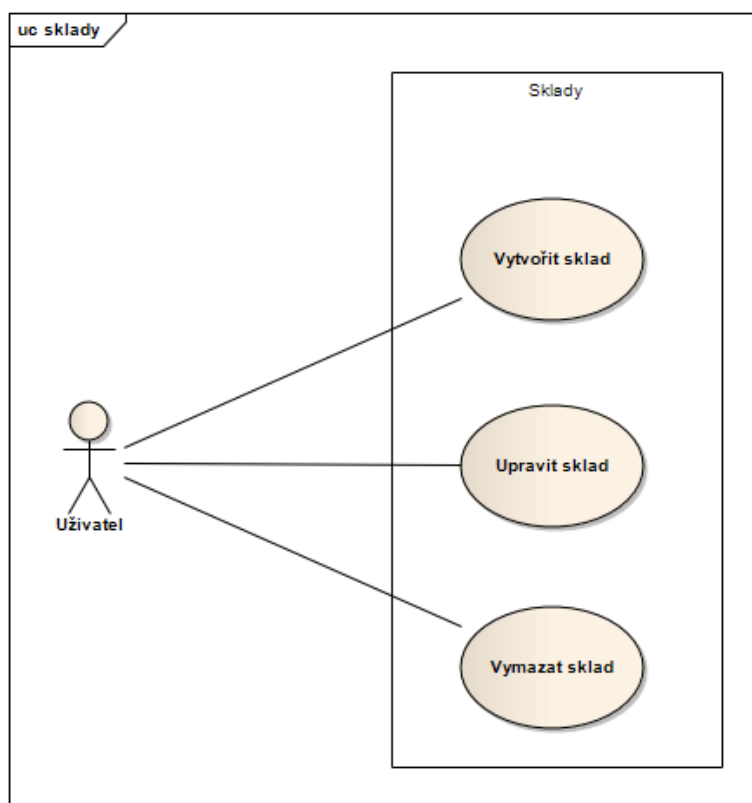 uc sklady
Sklady
Vytvořit sklad
Upravit sklad
Uživatel
Vymazat sklad